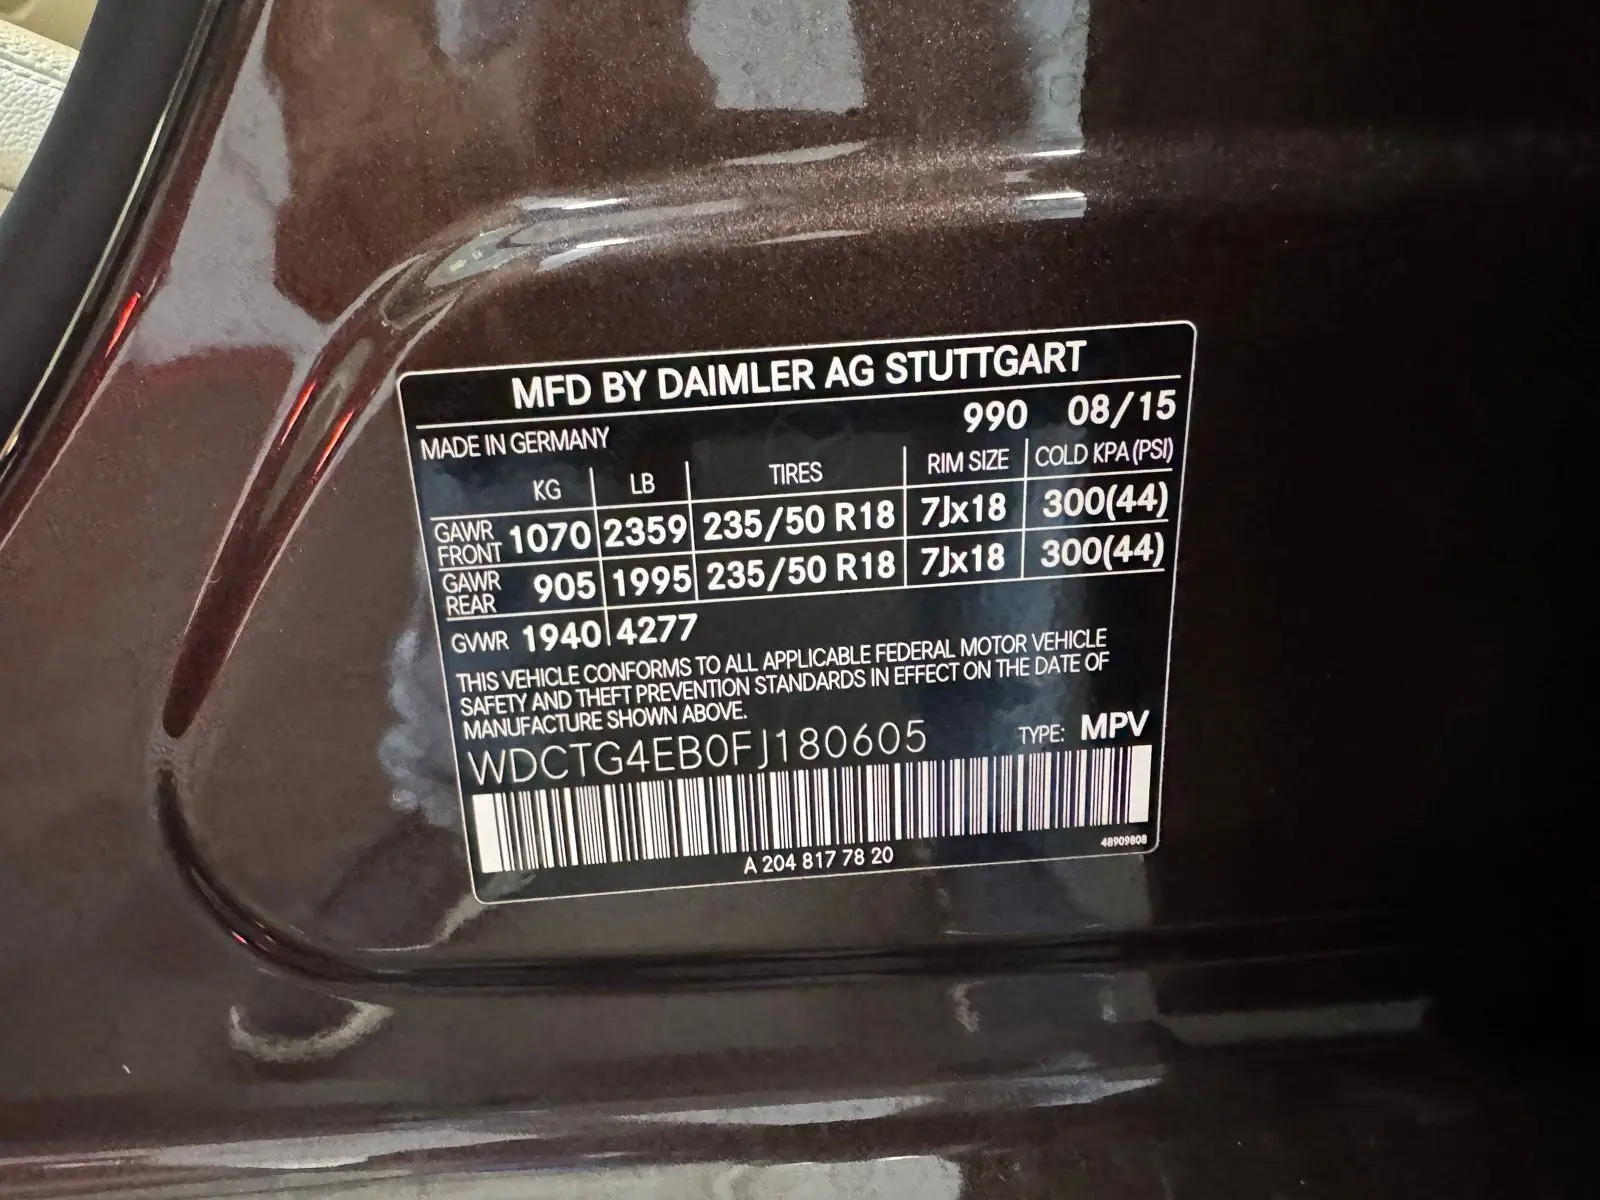 MFD BY DAIMLER AG STUTTGART
990 08/15
MADE IN GERMANY
KG LB TIRES RIM SIZE COLD KPA (PSI)
GAWR FRONT 1070 2359 235/50 R18 7Jx18 300(44)
GAWR REAR 905 1995 235/50 R18 7Jx18 300(44)
GVWR 1940 4277
THIS VEHICLE CONFORMS TO ALL APPLICABLE FEDERAL MOTOR VEHICLE
SAFETY AND THEFT PREVENTION STANDARDS IN EFFECT ON THE DATE OF
MANUFACTURE SHOWN ABOVE.
WDCTG4EB0FJ180605 TYPE: MPV
A 204 817 78 20
48909808